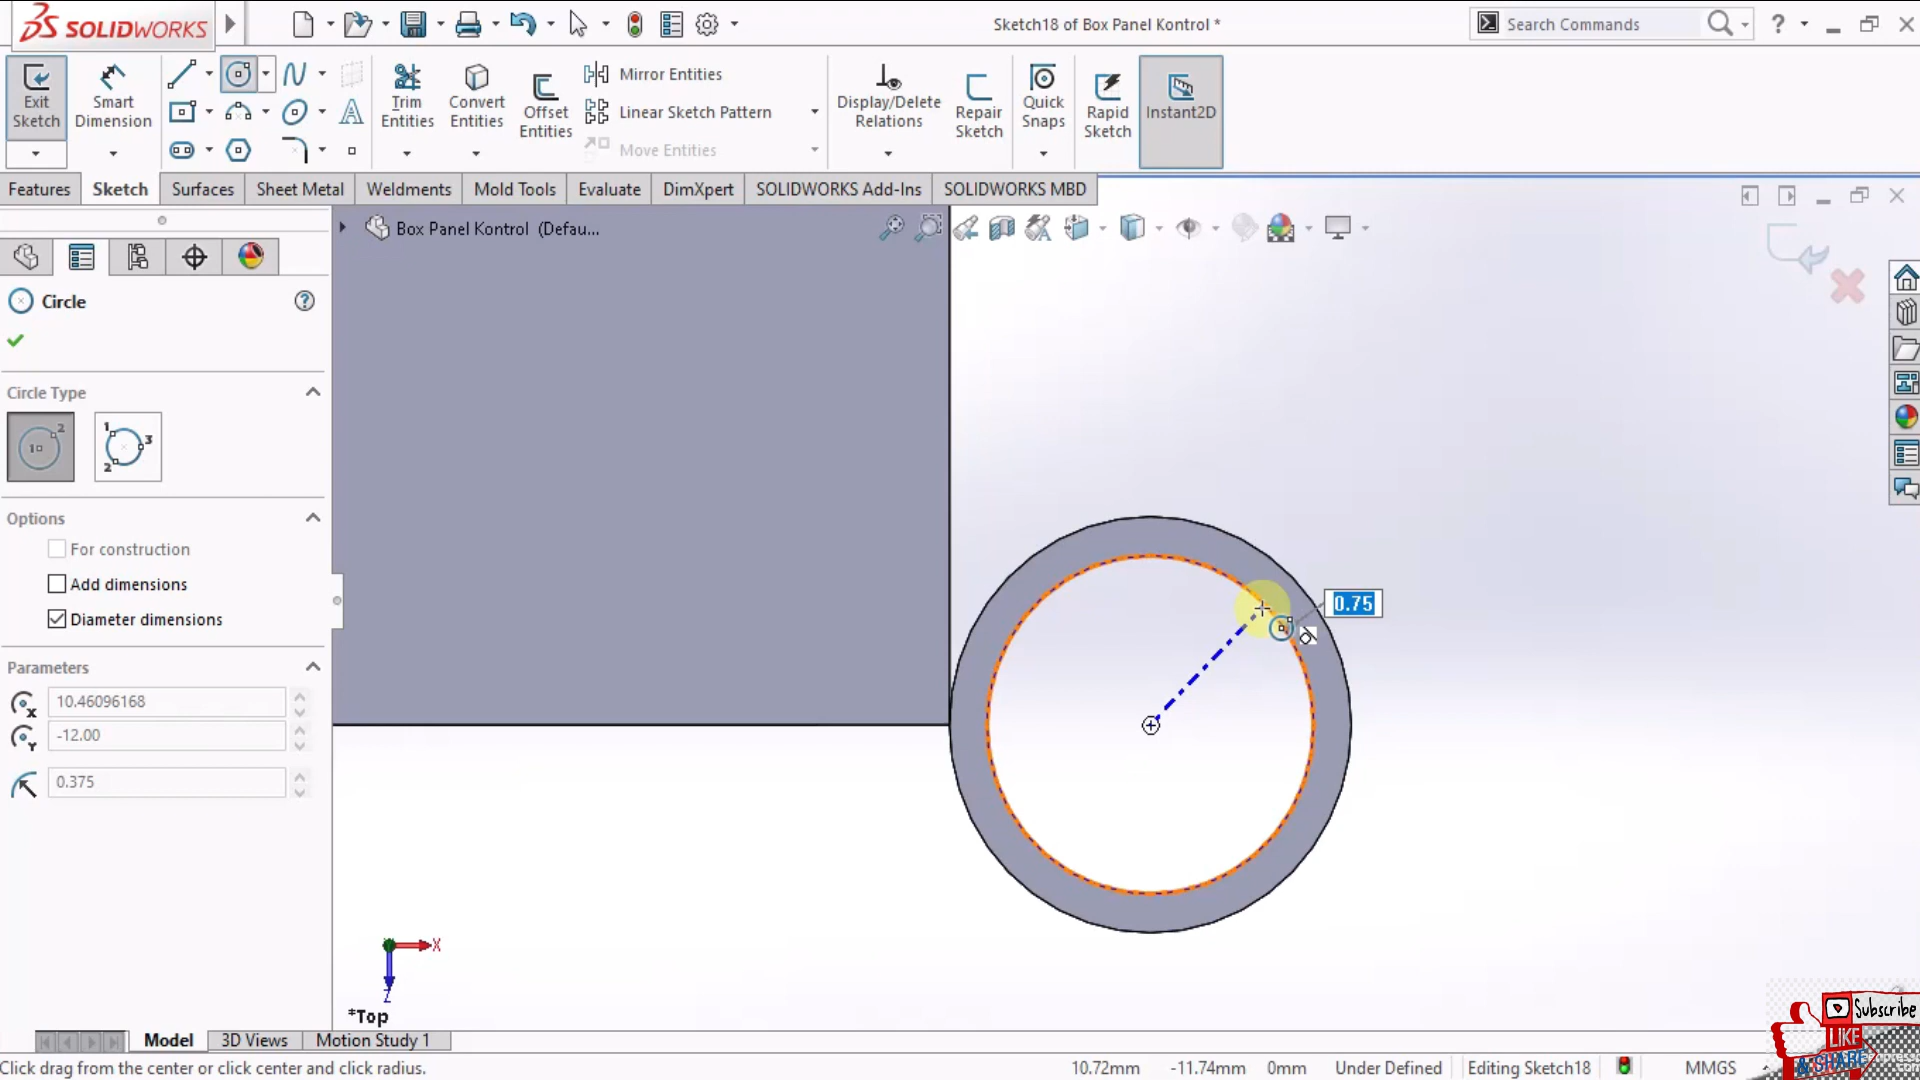 SOLIDWORKS
Sketch18 of Box Panel Kontrol *
Search Commands
?
Exit Sketch
Smart Dimension
Trim Entities
Convert Entities
Offset Entities
Mirror Entities
Linear Sketch Pattern
Move Entities
Display/Delete Relations
Repair Sketch
Quick Snaps
Rapid Sketch
Instant2D
Features
Sketch
Surfaces
Sheet Metal
Weldments
Mold Tools
Evaluate
DimXpert
SOLIDWORKS Add-Ins
SOLIDWORKS MBD
Box Panel Kontrol (Defau...
Circle
?
Circle Type
1
2
1
2
3
Options
For construction
Add dimensions
Diameter dimensions
Parameters
X
10.46096168
Y
-12.00
0.375
0.75
X
Z
*Top
Model
3D Views
Motion Study 1
Subscribe
LIKE
& SHARE
Click drag from the center or click center and click radius.
10.72mm
-11.74mm
0mm
Under Defined
Editing Sketch18
MMGS